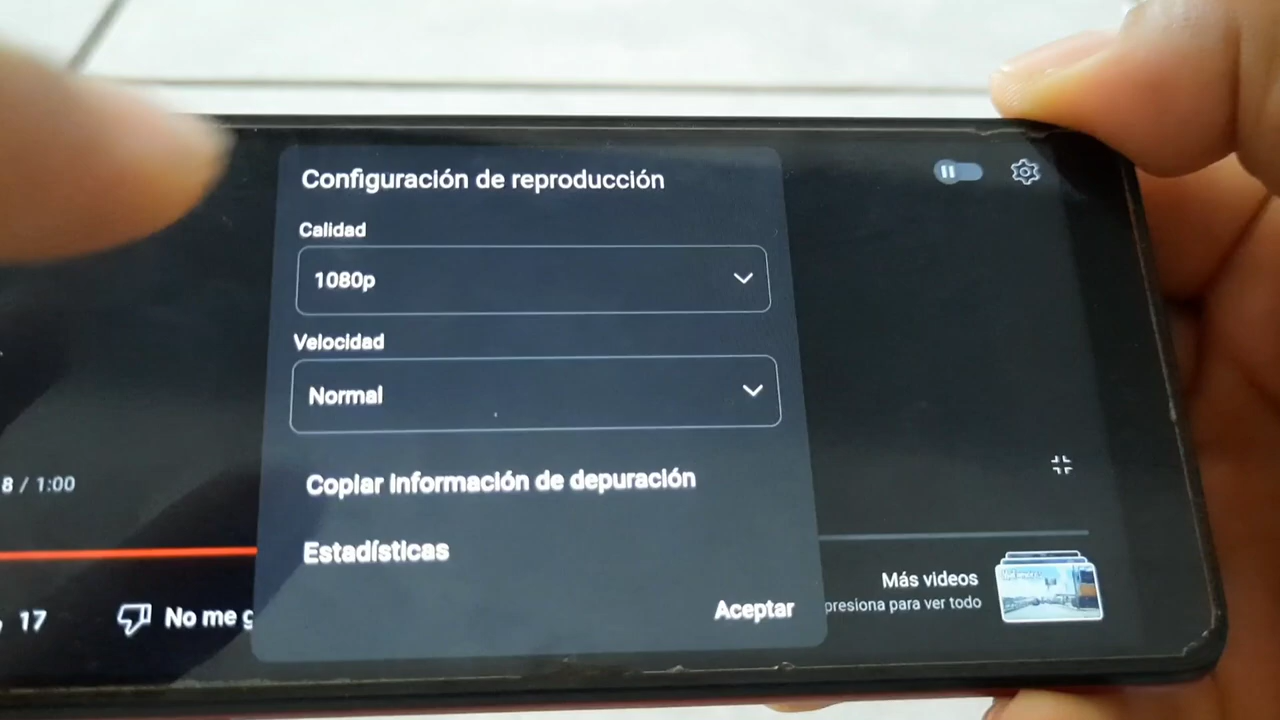 Configuración de reproducción
Calidad
1080p
Velocidad
Normal
Copiar información de depuración
8 / 1:00
Estadísticas
Más videos
presiona para ver todo
17
No me g
Aceptar